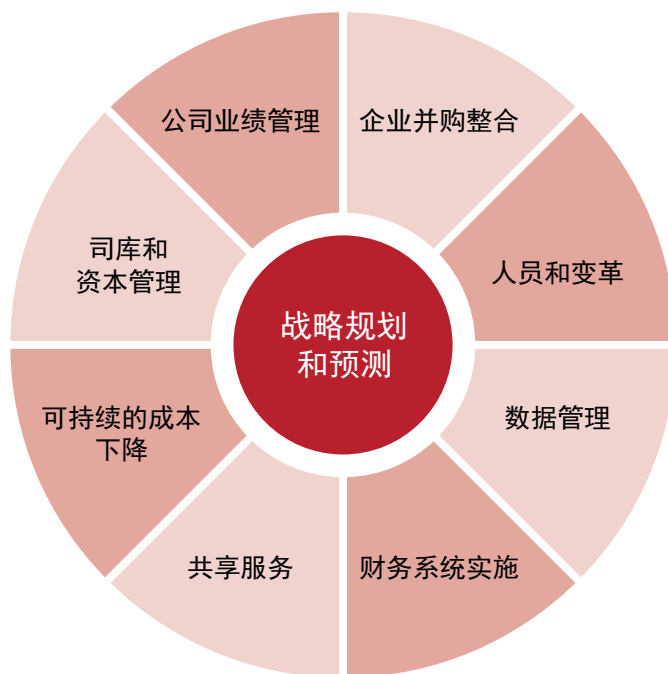 公司业绩管理
企业并购整合
司库和
资本管理
人员和变革
战略规划
和预测
可持续的成本
下降
数据管理
共享服务
财务系统实施